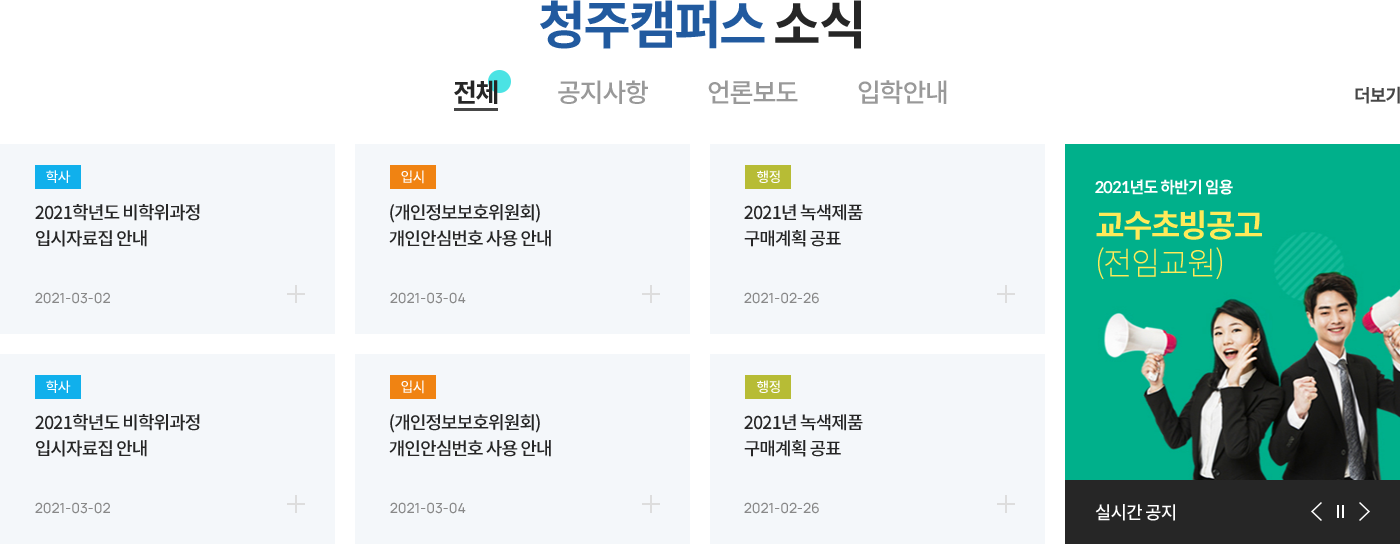 청주캠퍼스 소식
전체 공지사항 언론보도 입학안내
더보기
학사
2021학년도 비학위과정
입시자료집 안내
2021-03-02
입시
(개인정보보호위원회)
개인안심번호 사용 안내
2021-03-04
행정
2021년 녹색제품
구매계획 공표
2021-02-26
2021년도 하반기 임용
교수초빙공고
(전임교원)
학사
2021학년도 비학위과정
입시자료집 안내
2021-03-02
입시
(개인정보보호위원회)
개인안심번호 사용 안내
2021-03-04
행정
2021년 녹색제품
구매계획 공표
2021-02-26
실시간 공지